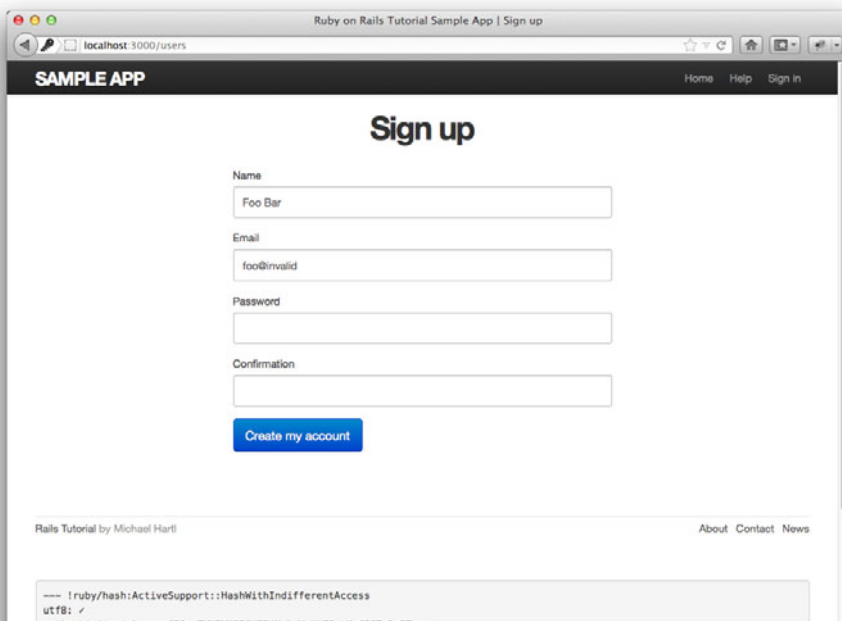 Ruby on Rails Tutorial Sample App | Sign up
localhost:3000/users
SAMPLE APP
Home Help Sign in
Sign up
Name
Foo Bar
Email
foo@invalid
Password
Confirmation
Create my account
Rails Tutorial by Michael Hartl
About Contact News
--- !ruby/hash:ActiveSupport::HashWithIndifferentAccess
utf8: ✓